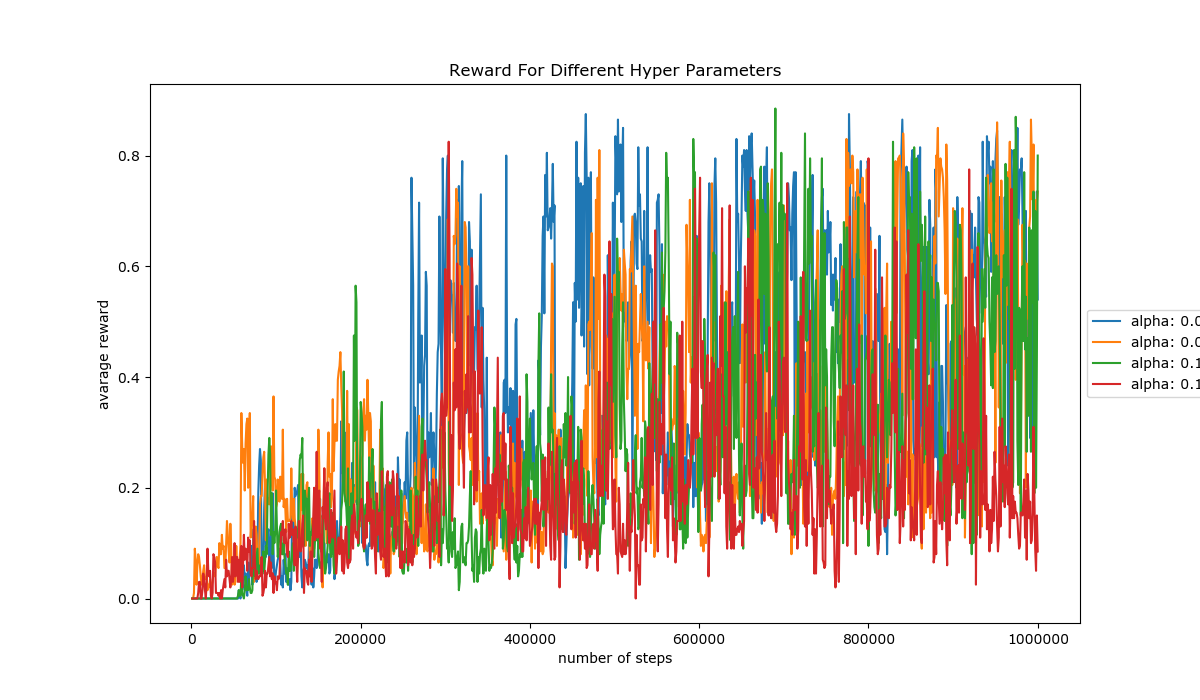 Reward For Different Hyper Parameters
avarage reward
0.8
0.6
0.4
0.2
0.0
0 200000 400000 600000 800000 1000000
number of steps
alpha: 0.0
alpha: 0.0
alpha: 0.1
alpha: 0.1